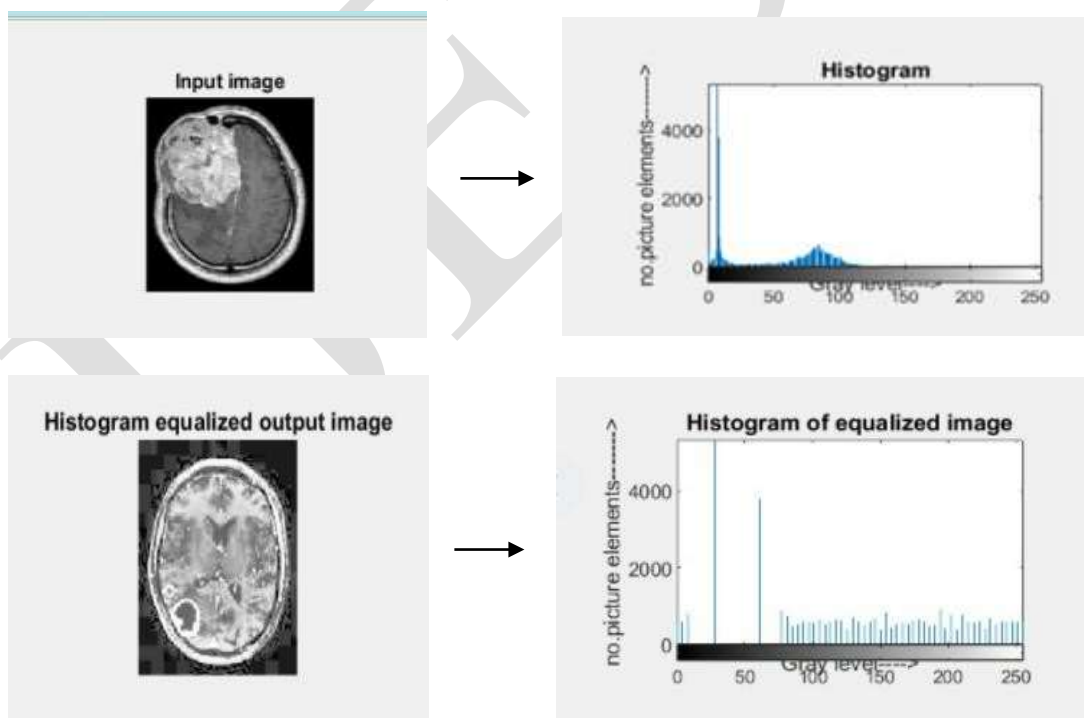 Input image
Histogram
no.picture elements------->
4000
2000
0
0 50 100 150 200 250
Gray level---->
Histogram equalized output image
Histogram of equalized image
no.picture elements------->
4000
2000
0
0 50 100 150 200 250
Gray level---->